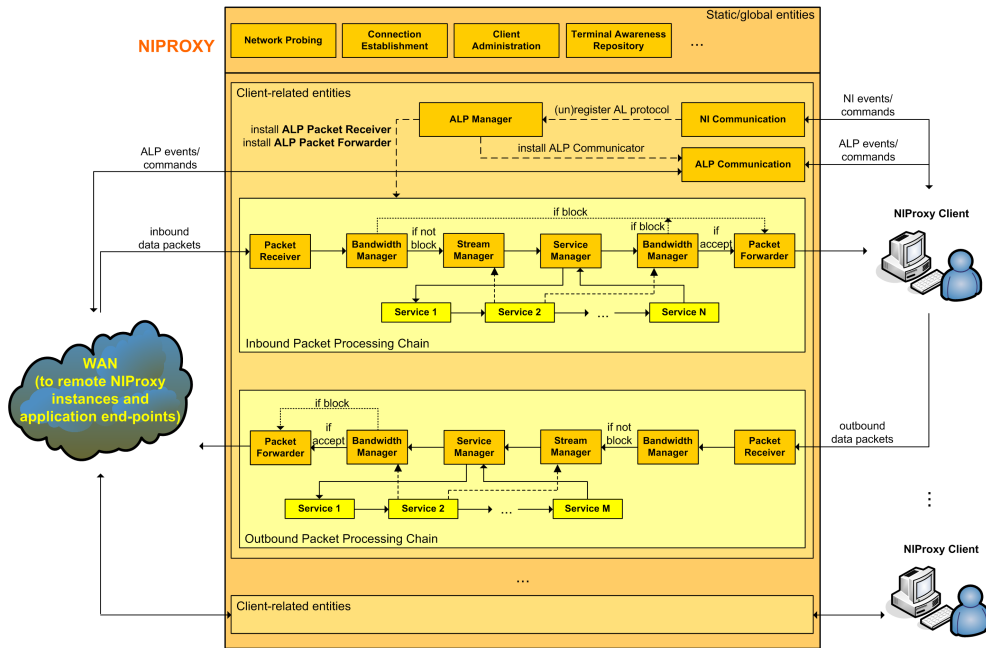 Static/global entities
NIPROXY
Network Probing
Connection
Establishment
Client
Administration
Terminal Awareness
Repository
...
Client-related entities
ALP Manager
(un)register AL protocol
NI Communication
NI events/
commands
install ALP Packet Receiver
install ALP Packet Forwarder
install ALP Communicator
ALP Communication
ALP events/
commands
ALP events/
commands
NIProxy Client
if block
inbound
data packets
Packet
Receiver
Bandwidth
Manager
if not
block
Stream
Manager
Service
Manager
if block
Bandwidth
Manager
if
accept
Packet
Forwarder
Service 1
Service 2
...
Service N
Inbound Packet Processing Chain
WAN
(to remote NIProxy
instances and
application end-points)
if block
Packet
Forwarder
if
accept
Bandwidth
Manager
Service
Manager
Stream
Manager
if not
block
Bandwidth
Manager
Packet
Receiver
outbound
data packets
Service 1
Service 2
...
Service M
Outbound Packet Processing Chain
...
NIProxy Client
...
Client-related entities